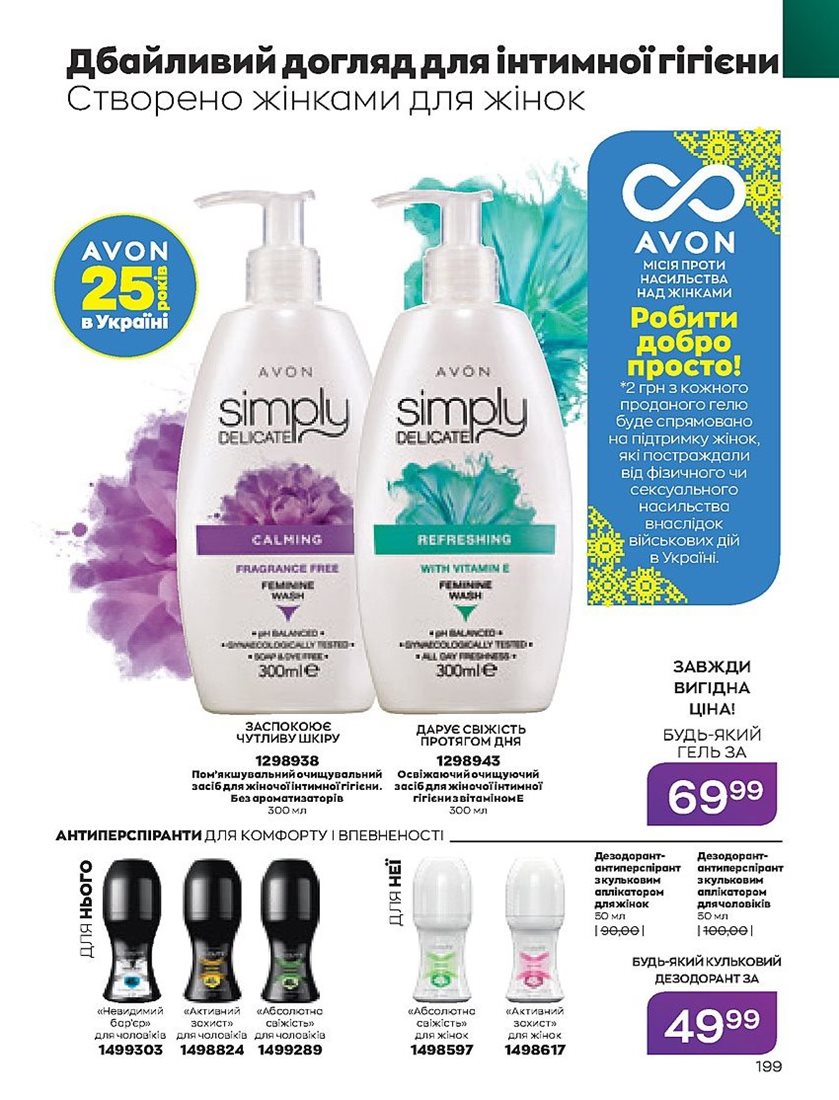 Дбайливий догляд для інтимної гігієни
Створено жінками для жінок
AVON
25 років
в Україні
AVON
simply
DELICATE
CALMING
FRAGRANCE FREE
FEMININE
WASH
• pH BALANCED •
• GYNAECOLOGICALLY TESTED •
• SOAP & DYE FREE •
300ml e
AVON
simply
DELICATE
REFRESHING
WITH VITAMIN E
FEMININE
WASH
• pH BALANCED •
• GYNAECOLOGICALLY TESTED •
• ALL DAY FRESHNESS •
300ml e
AVON
МІСІЯ ПРОТИ
НАСИЛЬСТВА
НАД ЖІНКАМИ
Робити
добро
просто!
*2 грн з кожного
проданого гелю
буде спрямовано
на підтримку жінок,
які постраждали
від фізичного чи
сексуального
насильства
внаслідок
військових дій
в Україні.
ЗАСПОКОЮЄ
ЧУТЛИВУ ШКІРУ
1298938
Пом’якшувальний очищувальний
засіб для жіночої інтимної гігієни.
Без ароматизаторів
300 мл
ДАРУЄ СВІЖІСТЬ
ПРОТЯГОМ ДНЯ
1298943
Освіжаючий очищуючий
засіб для жіночої інтимної
гігієни з вітаміном Е
300 мл
ЗАВЖДИ
ВИГІДНА
ЦІНА!
БУДЬ-ЯКИЙ
ГЕЛЬ ЗА
69⁹⁹
АНТИПЕРСПІРАНТИ ДЛЯ КОМФОРТУ І ВПЕВНЕНОСТІ
ДЛЯ НЬОГО
«Невидимий
бар’єр»
для чоловіків
1499303
«Активний
захист»
для чоловіків
1498824
«Абсолютна
свіжість»
для чоловіків
1499289
ДЛЯ НЕЇ
«Абсолютна
свіжість»
для жінок
1498597
«Активний
захист»
для жінок
1498617
Дезодорант-
антиперспірант
з кульковим
аплікатором
для жінок
50 мл
| 90,00 |
Дезодорант-
антиперспірант
з кульковим
аплікатором
для чоловіків
50 мл
| 100,00 |
БУДЬ-ЯКИЙ КУЛЬКОВИЙ
ДЕЗОДОРАНТ ЗА
49⁹⁹
199